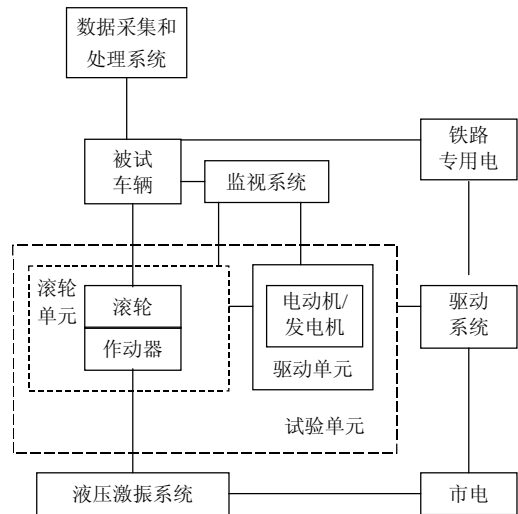 数据采集和
处理系统
被试
车辆
铁路
专用电
监视系统
滚轮
单元
滚轮
作动器
电动机/
发电机
驱动单元
驱动
系统
试验单元
液压激振系统
市电